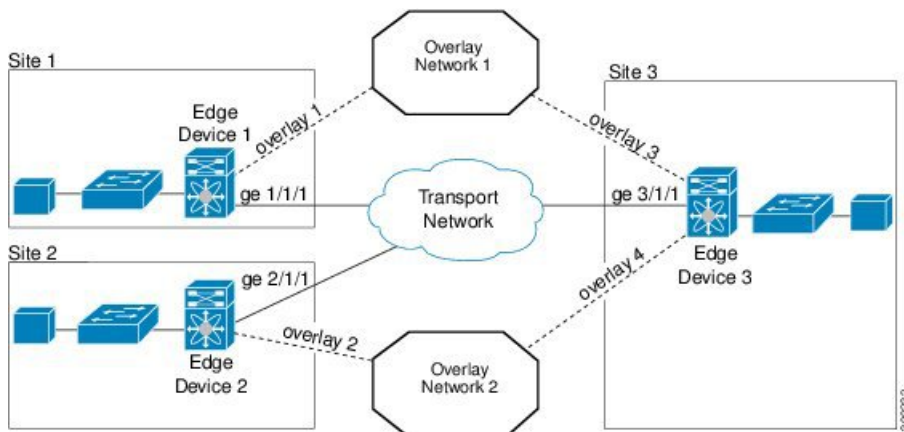 Site 1
Edge
Device 1
overlay 1
ge 1/1/1
Overlay
Network 1
overlay 3
Transport
Network
Site 3
ge 3/1/1
Edge
Device 3
Site 2
ge 2/1/1
overlay 2
Edge
Device 2
Overlay
Network 2
overlay 4